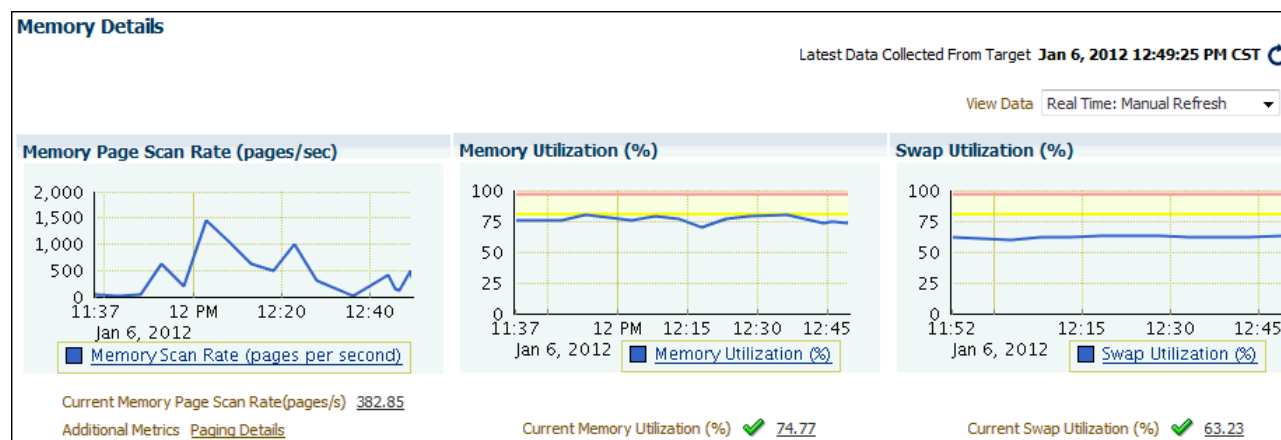 Memory Details
Latest Data Collected From Target Jan 6, 2012 12:49:25 PM CST
View Data Real Time: Manual Refresh
Memory Page Scan Rate (pages/sec)
2,000
1,500
1,000
500
0
11:37 12 PM 12:20 12:40
Jan 6, 2012
Memory Scan Rate (pages per second)
Current Memory Page Scan Rate(pages/s) 382.85
Additional Metrics Paging Details
Memory Utilization (%)
100
75
50
25
0
11:37 12 PM 12:15 12:30 12:45
Jan 6, 2012
Memory Utilization (%)
Current Memory Utilization (%) 74.77
Swap Utilization (%)
100
75
50
25
0
11:52 12:15 12:30 12:45
Jan 6, 2012
Swap Utilization (%)
Current Swap Utilization (%) 63.23